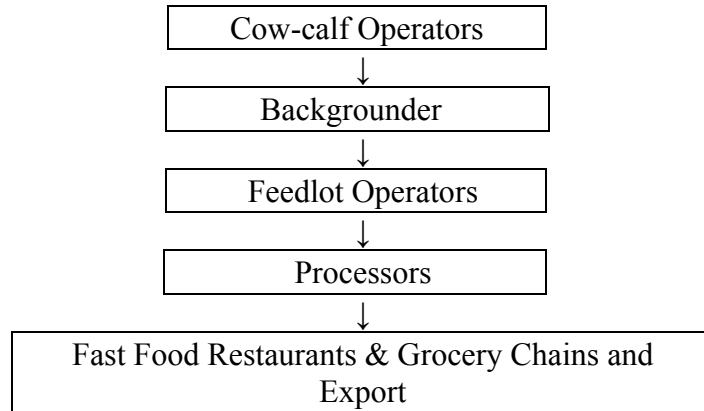 Cow-calf Operators
↓
Backgrounder
↓
Feedlot Operators
↓
Processors
↓
Fast Food Restaurants & Grocery Chains and
Export